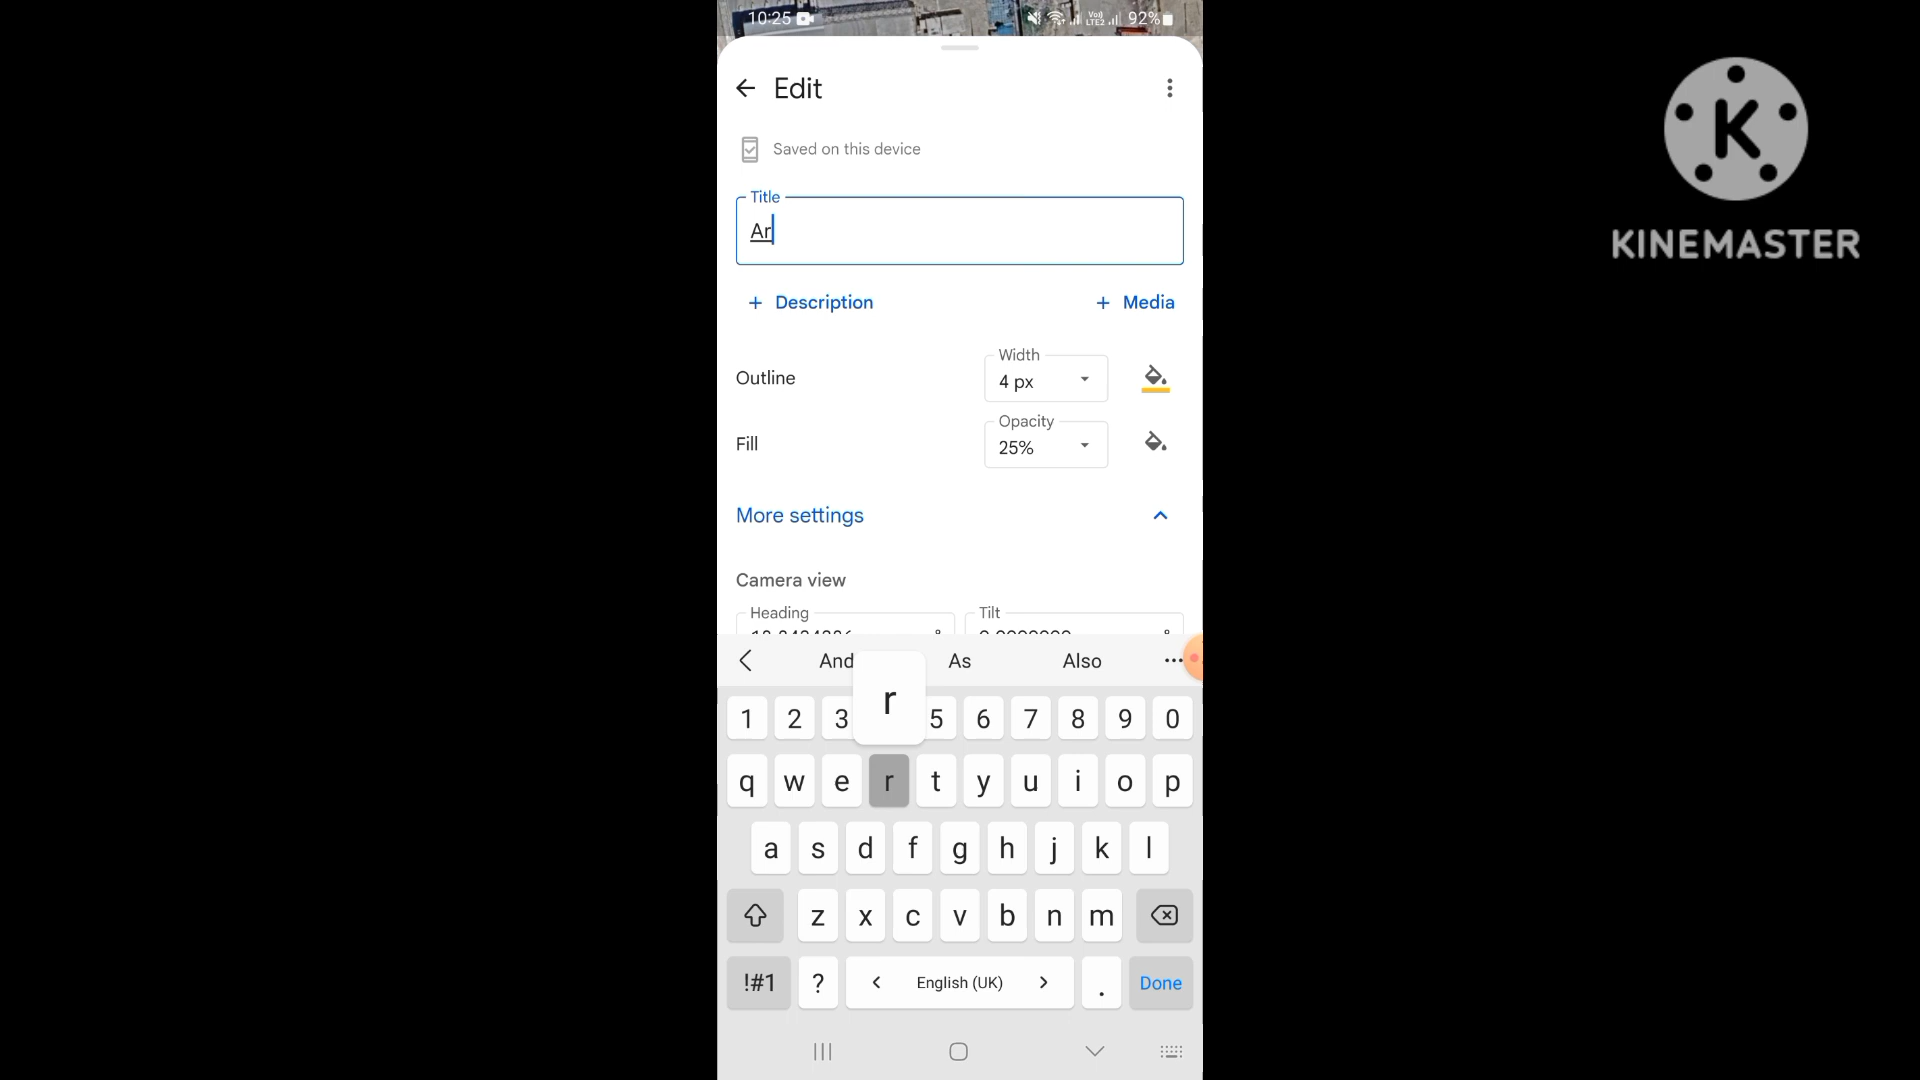 10:25 Vo)) LTE2 92%
Edit
Saved on this device
Title
Ar
+ Description + Media
Outline Width 4 px
Fill Opacity 25%
More settings
Camera view
Heading Tilt
And As Also ...
r
1 2 3 5 6 7 8 9 0
q w e r t y u i o p
a s d f g h j k l
z x c v b n m
!#1 ? < English (UK) > . Done
K
KINEMASTER